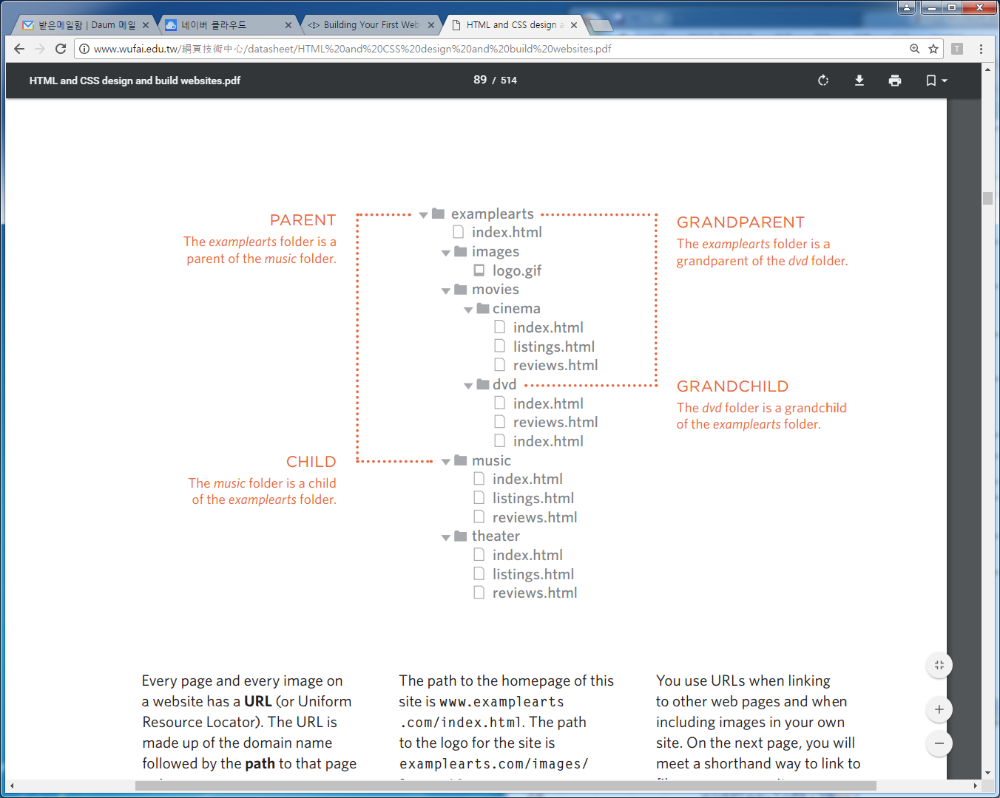 받은메일함 | Daum 메일
네이버 클라우드
Building Your First Web
HTML and CSS design a
www.wufai.edu.tw/網頁技術中心/datasheet/HTML%20and%20CSS%20design%20and%20build%20websites.pdf
T
HTML and CSS design and build websites.pdf
89 / 514
PARENT
The examplearts folder is a
parent of the music folder.
examplearts
index.html
images
logo.gif
movies
cinema
index.html
listings.html
reviews.html
dvd
index.html
reviews.html
index.html
music
index.html
listings.html
reviews.html
theater
index.html
listings.html
reviews.html
GRANDPARENT
The examplearts folder is a
grandparent of the dvd folder.
GRANDCHILD
The dvd folder is a grandchild
of the examplearts folder.
CHILD
The music folder is a child
of the examplearts folder.
Every page and every image on
a website has a URL (or Uniform
Resource Locator). The URL is
made up of the domain name
followed by the path to that page
The path to the homepage of this
site is www.examplearts
.com/index.html. The path
to the logo for the site is
examplearts.com/images/
You use URLs when linking
to other web pages and when
including images in your own
site. On the next page, you will
meet a shorthand way to link to